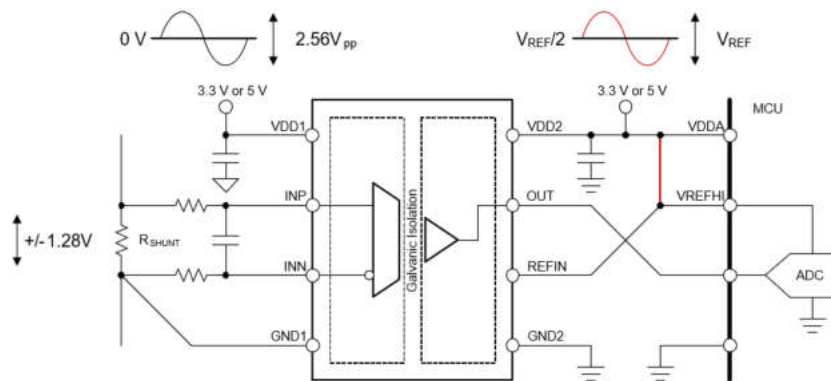 0 V
2.56Vpp
VREF/2
VREF
3.3 V or 5 V
3.3 V or 5 V
MCU
VDD1
VDD2
VDDA
INP
OUT
VREFHI
+/-1.28V
RSHUNT
Galvanic Isolation
INN
REFIN
ADC
GND1
GND2